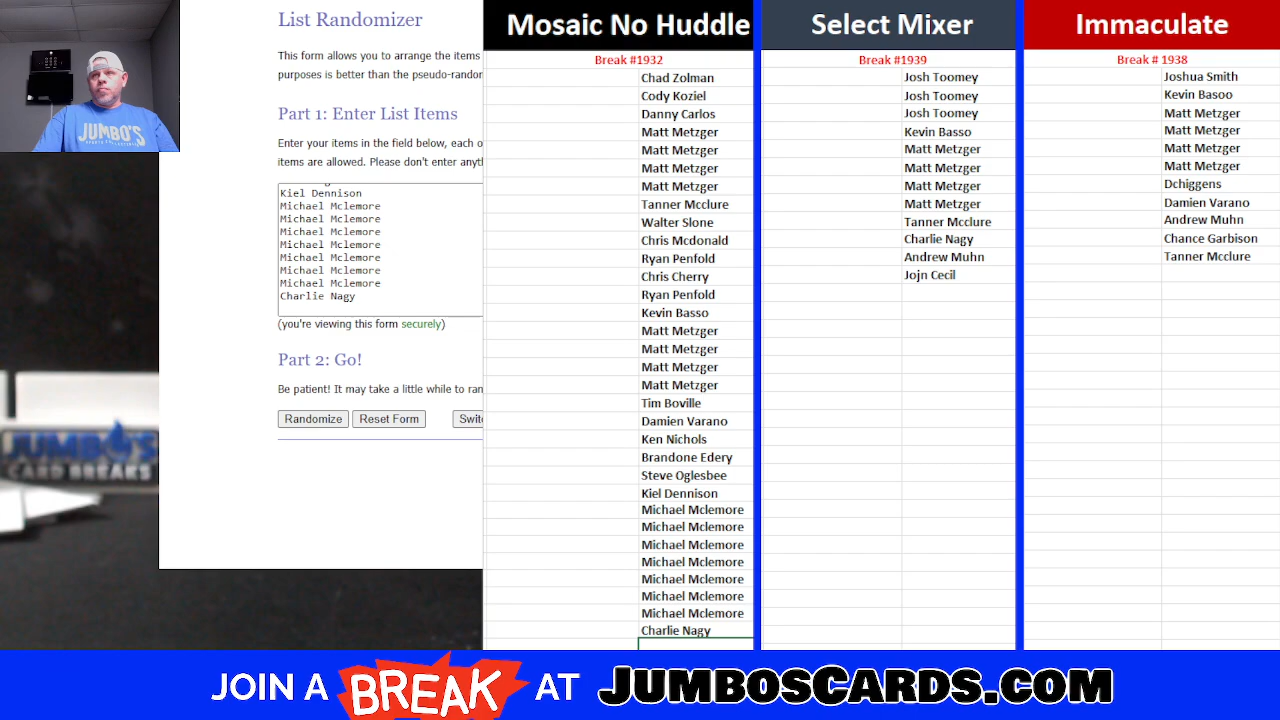 JUMBO'S
JUMBO'S
CARD BREAKS
List Randomizer
This form allows you to arrange the items
purposes is better than the pseudo-random
Part 1: Enter List Items
Enter your items in the field below, each o
items are allowed. Please don't enter anyth
Kiel Dennison
Michael Mclemore
Michael Mclemore
Michael Mclemore
Michael Mclemore
Michael Mclemore
Michael Mclemore
Michael Mclemore
Charlie Nagy
(you're viewing this form securely)
Part 2: Go!
Be patient! It may take a little while to ran
Randomize Reset Form Switc
Mosaic No Huddle
Break #1932
Chad Zolman
Cody Koziel
Danny Carlos
Matt Metzger
Matt Metzger
Matt Metzger
Matt Metzger
Tanner Mcclure
Walter Slone
Chris Mcdonald
Ryan Penfold
Chris Cherry
Ryan Penfold
Kevin Basso
Matt Metzger
Matt Metzger
Matt Metzger
Matt Metzger
Tim Boville
Damien Varano
Ken Nichols
Brandone Edery
Steve Oglesbee
Kiel Dennison
Michael Mclemore
Michael Mclemore
Michael Mclemore
Michael Mclemore
Michael Mclemore
Michael Mclemore
Michael Mclemore
Charlie Nagy
Select Mixer
Break #1939
Josh Toomey
Josh Toomey
Josh Toomey
Kevin Basso
Matt Metzger
Matt Metzger
Matt Metzger
Matt Metzger
Tanner Mcclure
Charlie Nagy
Andrew Muhn
Jojn Cecil
Immaculate
Break # 1938
Joshua Smith
Kevin Basoo
Matt Metzger
Matt Metzger
Matt Metzger
Matt Metzger
Dchiggens
Damien Varano
Andrew Muhn
Chance Garbison
Tanner Mcclure
JOIN A BREAK AT JUMBOSCARDS.COM